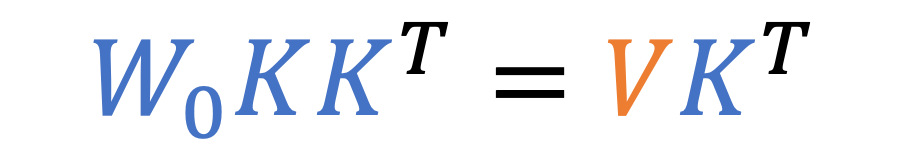 W₀KKᵀ = VKᵀ